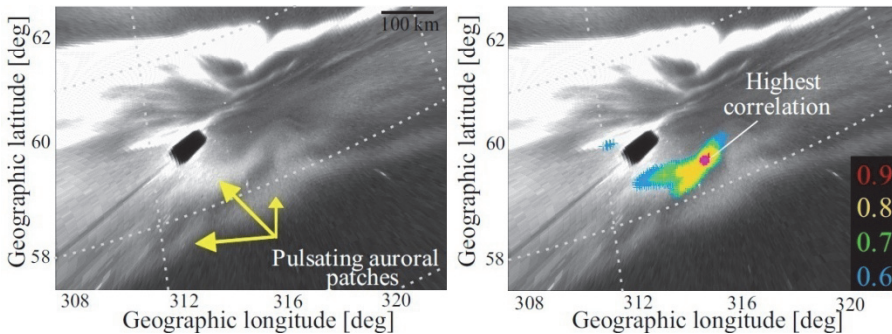 Geographic latitude [deg]
62
60
58
100 km
Pulsating auroral
patches
308
312
316
320
Geographic longitude [deg]
Geographic latitude [deg]
62
60
58
Highest
correlation
0.9
0.8
0.7
0.6
308
312
316
320
Geographic longitude [deg]